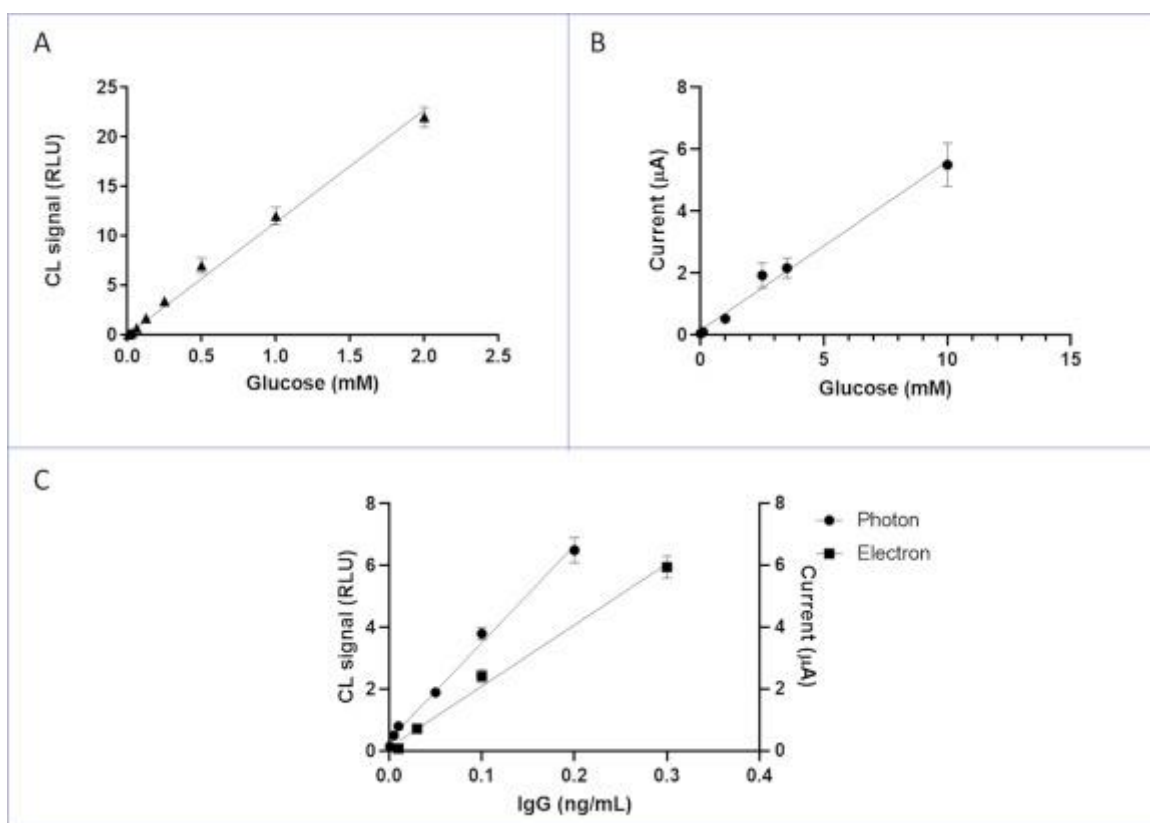 A
CL signal (RLU)
25
20
15
10
5
0
0.0 0.5 1.0 1.5 2.0 2.5
Glucose (mM)
B
Current (μA)
8
6
4
2
0
0 5 10 15
Glucose (mM)
C
CL signal (RLU)
8
6
4
2
0
0.0 0.1 0.2 0.3 0.4
IgG (ng/mL)
8
6
4
2
0
Current (μA)
Photon
Electron